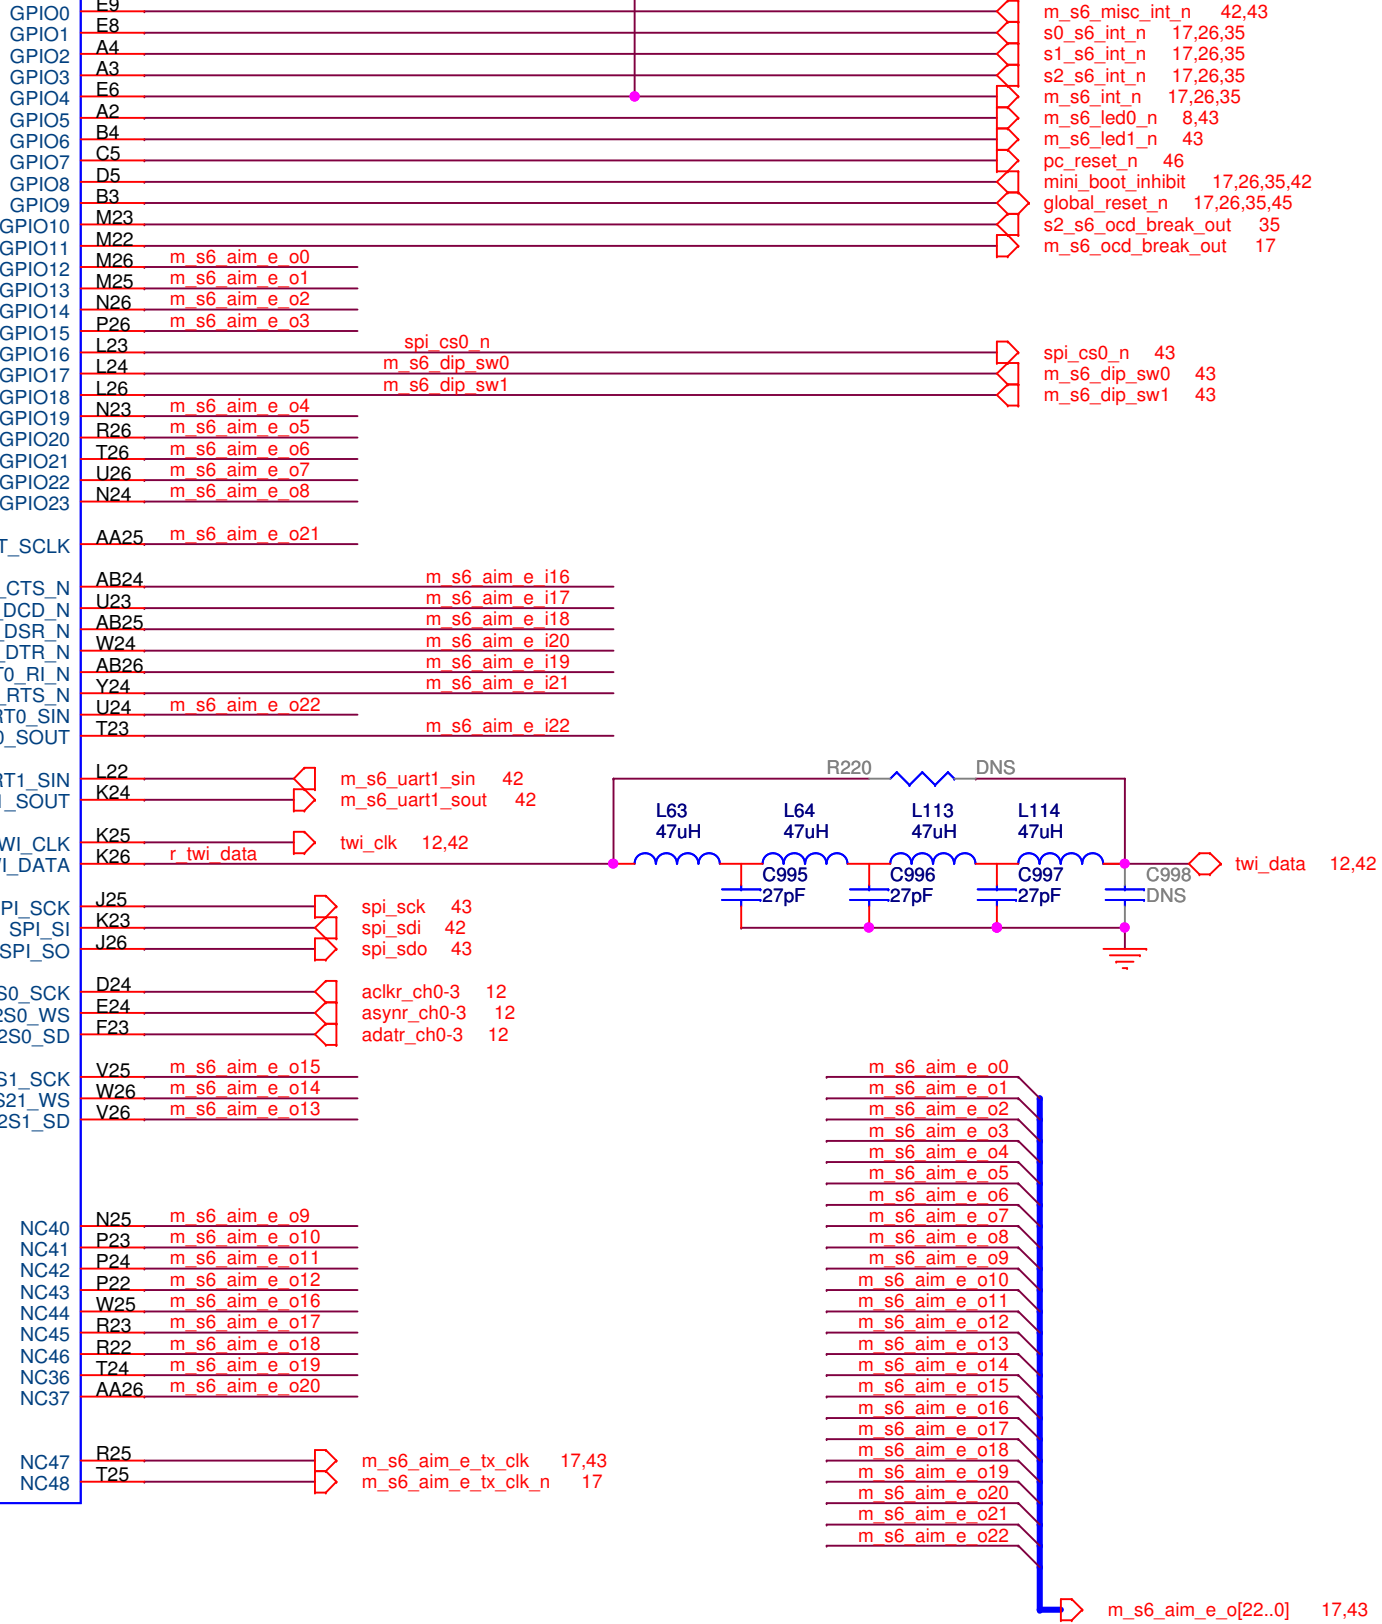 GPIO0 E9 m_s6_misc_int_n 42,43
GPIO1 E8 s0_s6_int_n 17,26,35
GPIO2 A4 s1_s6_int_n 17,26,35
GPIO3 A3 s2_s6_int_n 17,26,35
GPIO4 E6 m_s6_int_n 17,26,35
GPIO5 A2 m_s6_led0_n 8,43
GPIO6 B4 m_s6_led1_n 43
GPIO7 C5 pc_reset_n 46
GPIO8 D5 mini_boot_inhibit 17,26,35,42
GPIO9 B3 global_reset_n 17,26,35,45
GPIO10 M23 s2_s6_ocd_break_out 35
GPIO11 M22 m_s6_ocd_break_out 17
GPIO12 M26 m_s6_aim_e_o0
GPIO13 M25 m_s6_aim_e_o1
GPIO14 N26 m_s6_aim_e_o2
GPIO15 P26 m_s6_aim_e_o3
GPIO16 L23 spi_cs0_n spi_cs0_n 43
GPIO17 L24 m_s6_dip_sw0 m_s6_dip_sw0 43
GPIO18 L26 m_s6_dip_sw1 m_s6_dip_sw1 43
GPIO19 N23 m_s6_aim_e_o4
GPIO20 R26 m_s6_aim_e_o5
GPIO21 T26 m_s6_aim_e_o6
GPIO22 U26 m_s6_aim_e_o7
GPIO23 N24 m_s6_aim_e_o8
T_SCLK AA25 m_s6_aim_e_o21
_CTS_N AB24 m_s6_aim_e_i16
_DCD_N U23 m_s6_aim_e_i17
_DSR_N AB25 m_s6_aim_e_i18
_DTR_N W24 m_s6_aim_e_i20
T0_RI_N AB26 m_s6_aim_e_i19
_RTS_N Y24 m_s6_aim_e_i21
RT0_SIN U24 m_s6_aim_e_o22
0_SOUT T23 m_s6_aim_e_i22
RT1_SIN L22 m_s6_uart1_sin 42
1_SOUT K24 m_s6_uart1_sout 42
WI_CLK K25 twi_clk 12,42
WI_DATA K26 r_twi_data
R220 DNS
L63 L64 L113 L114
47uH 47uH 47uH 47uH
twi_data 12,42
C995 C996 C997 C998
27pF 27pF 27pF DNS
PI_SCK J25 spi_sck 43
SPI_SI K23 spi_sdi 42
SPI_SO J26 spi_sdo 43
S0_SCK D24 aclkr_ch0-3 12
2S0_WS E24 asynr_ch0-3 12
2S0_SD F23 adatr_ch0-3 12
S1_SCK V25 m_s6_aim_e_o15
S21_WS W26 m_s6_aim_e_o14
2S1_SD V26 m_s6_aim_e_o13
NC40 N25 m_s6_aim_e_o9
NC41 P23 m_s6_aim_e_o10
NC42 P24 m_s6_aim_e_o11
NC43 P22 m_s6_aim_e_o12
NC44 W25 m_s6_aim_e_o16
NC45 R23 m_s6_aim_e_o17
NC46 R22 m_s6_aim_e_o18
NC36 T24 m_s6_aim_e_o19
NC37 AA26 m_s6_aim_e_o20
NC47 R25 m_s6_aim_e_tx_clk 17,43
NC48 T25 m_s6_aim_e_tx_clk_n 17
m_s6_aim_e_o0
m_s6_aim_e_o1
m_s6_aim_e_o2
m_s6_aim_e_o3
m_s6_aim_e_o4
m_s6_aim_e_o5
m_s6_aim_e_o6
m_s6_aim_e_o7
m_s6_aim_e_o8
m_s6_aim_e_o9
m_s6_aim_e_o10
m_s6_aim_e_o11
m_s6_aim_e_o12
m_s6_aim_e_o13
m_s6_aim_e_o14
m_s6_aim_e_o15
m_s6_aim_e_o16
m_s6_aim_e_o17
m_s6_aim_e_o18
m_s6_aim_e_o19
m_s6_aim_e_o20
m_s6_aim_e_o21
m_s6_aim_e_o22
m_s6_aim_e_o[22..0] 17,43